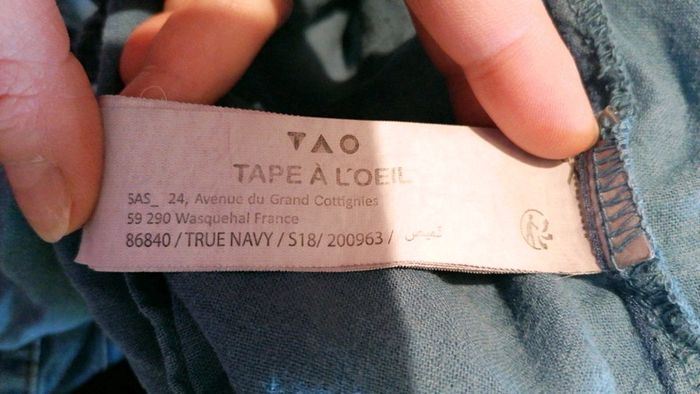 TAO
TAPE À L'OEIL
SAS_ 24, Avenue du Grand Cottignies
59 290 Wasquehal France
86840 / TRUE NAVY / S18/ 200963 / قميص